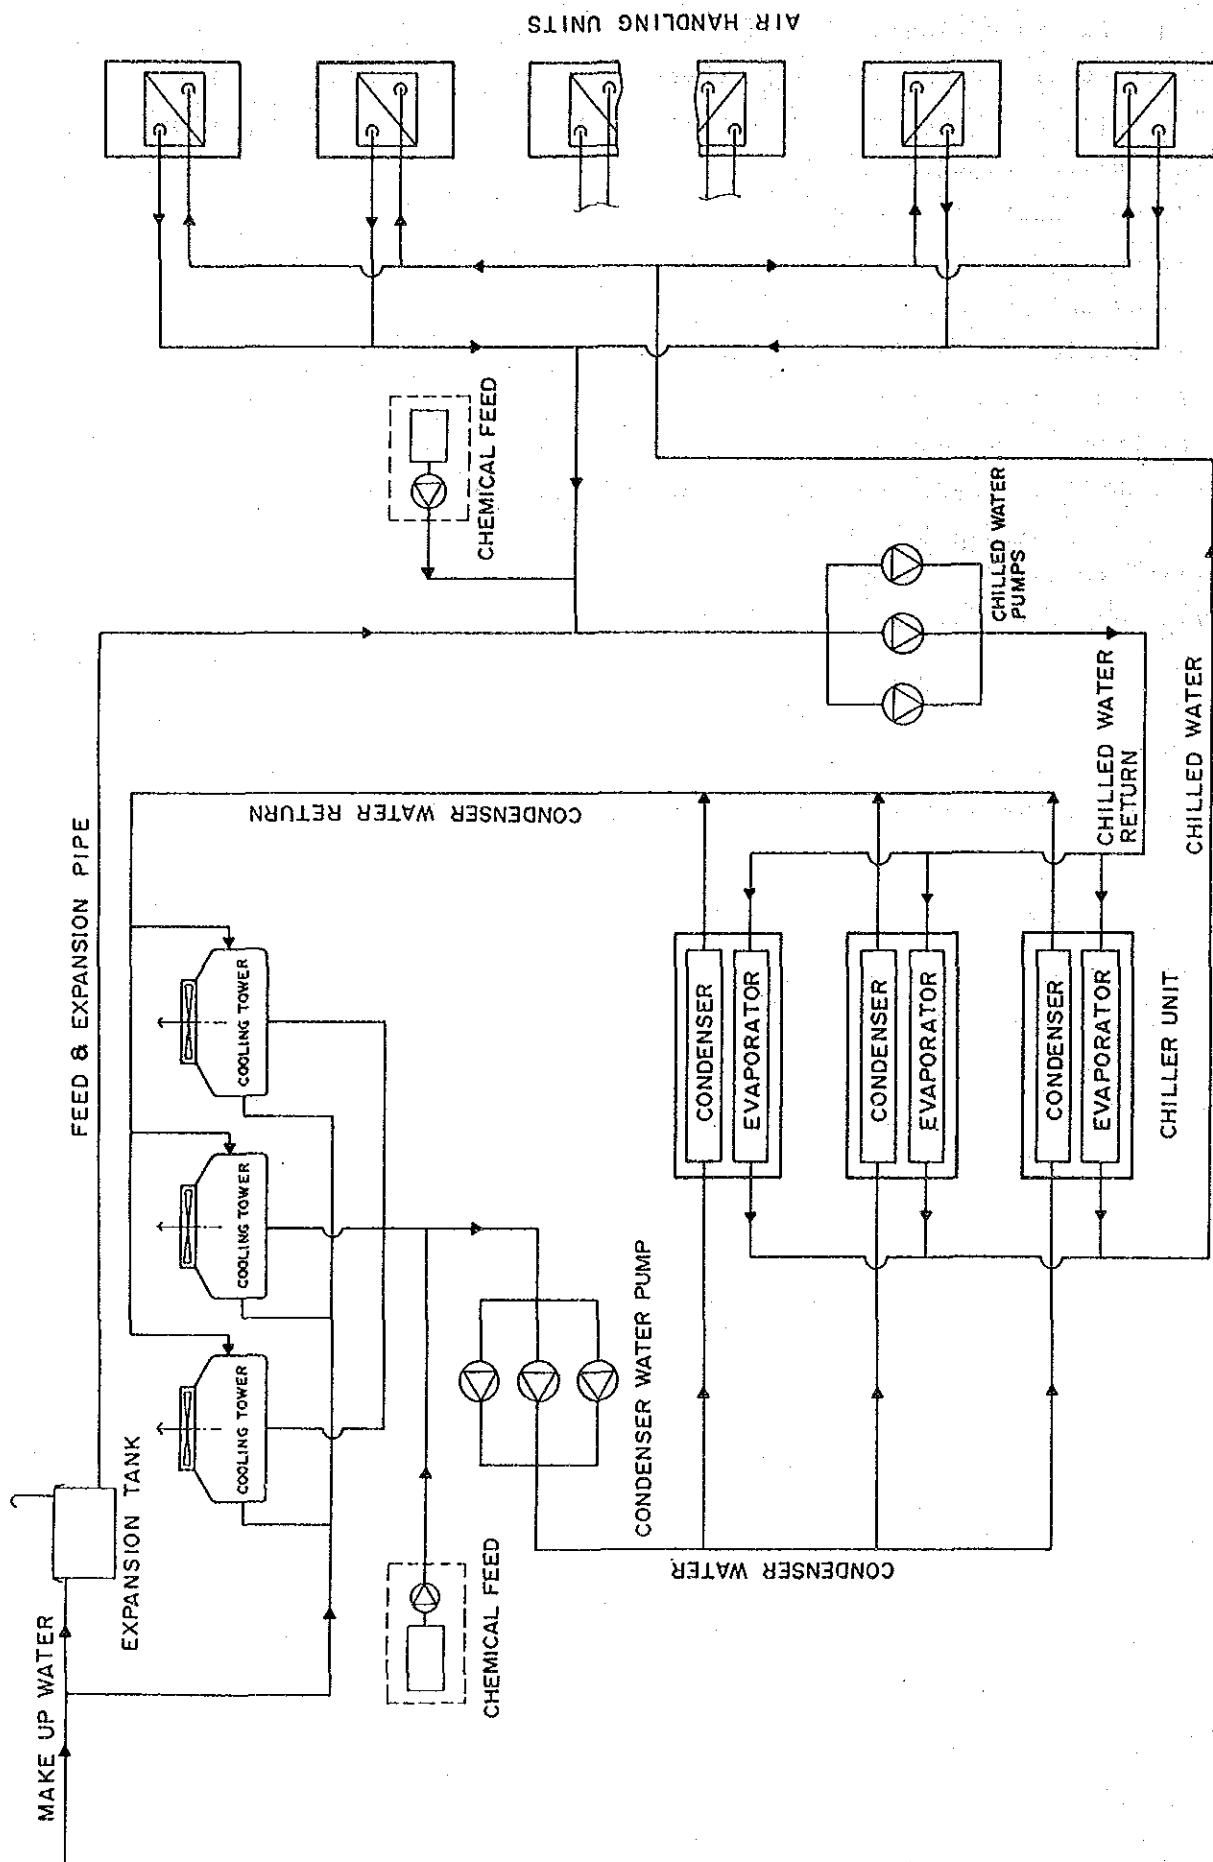 MAKE UP WATER
EXPANSION TANK
FEED & EXPANSION PIPE
COOLING TOWER
COOLING TOWER
COOLING TOWER
CHEMICAL FEED
CONDENSER WATER PUMP
CONDENSER WATER
CONDENSER WATER RETURN
CONDENSER
EVAPORATOR
CONDENSER
EVAPORATOR
CONDENSER
EVAPORATOR
CHILLER UNIT
CHILLED WATER
RETURN
CHILLED WATER
CHILLED WATER
PUMPS
CHEMICAL FEED
AIR HANDLING UNITS